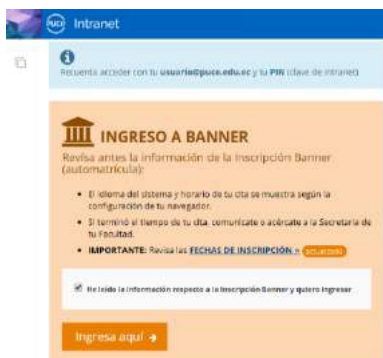 PUCE Intranet
Recuerda acceder con tu usuario@puce.edu.ec y tu PIN (clave de intranet)
INGRESO A BANNER
Revisa antes la información de la Inscripción Banner
(automatrícula):
El idioma del sistema y horario de tu cita se muestra según la
configuración de tu navegador.
Si terminó el tiempo de tu cita, comunícate o acércate a la Secretaría de
tu Facultad.
IMPORTANTE: Revisa las FECHAS DE INSCRIPCIÓN » actualizado
He leído la información respecto a la Inscripción Banner y quiero ingresar
Ingresa aquí →